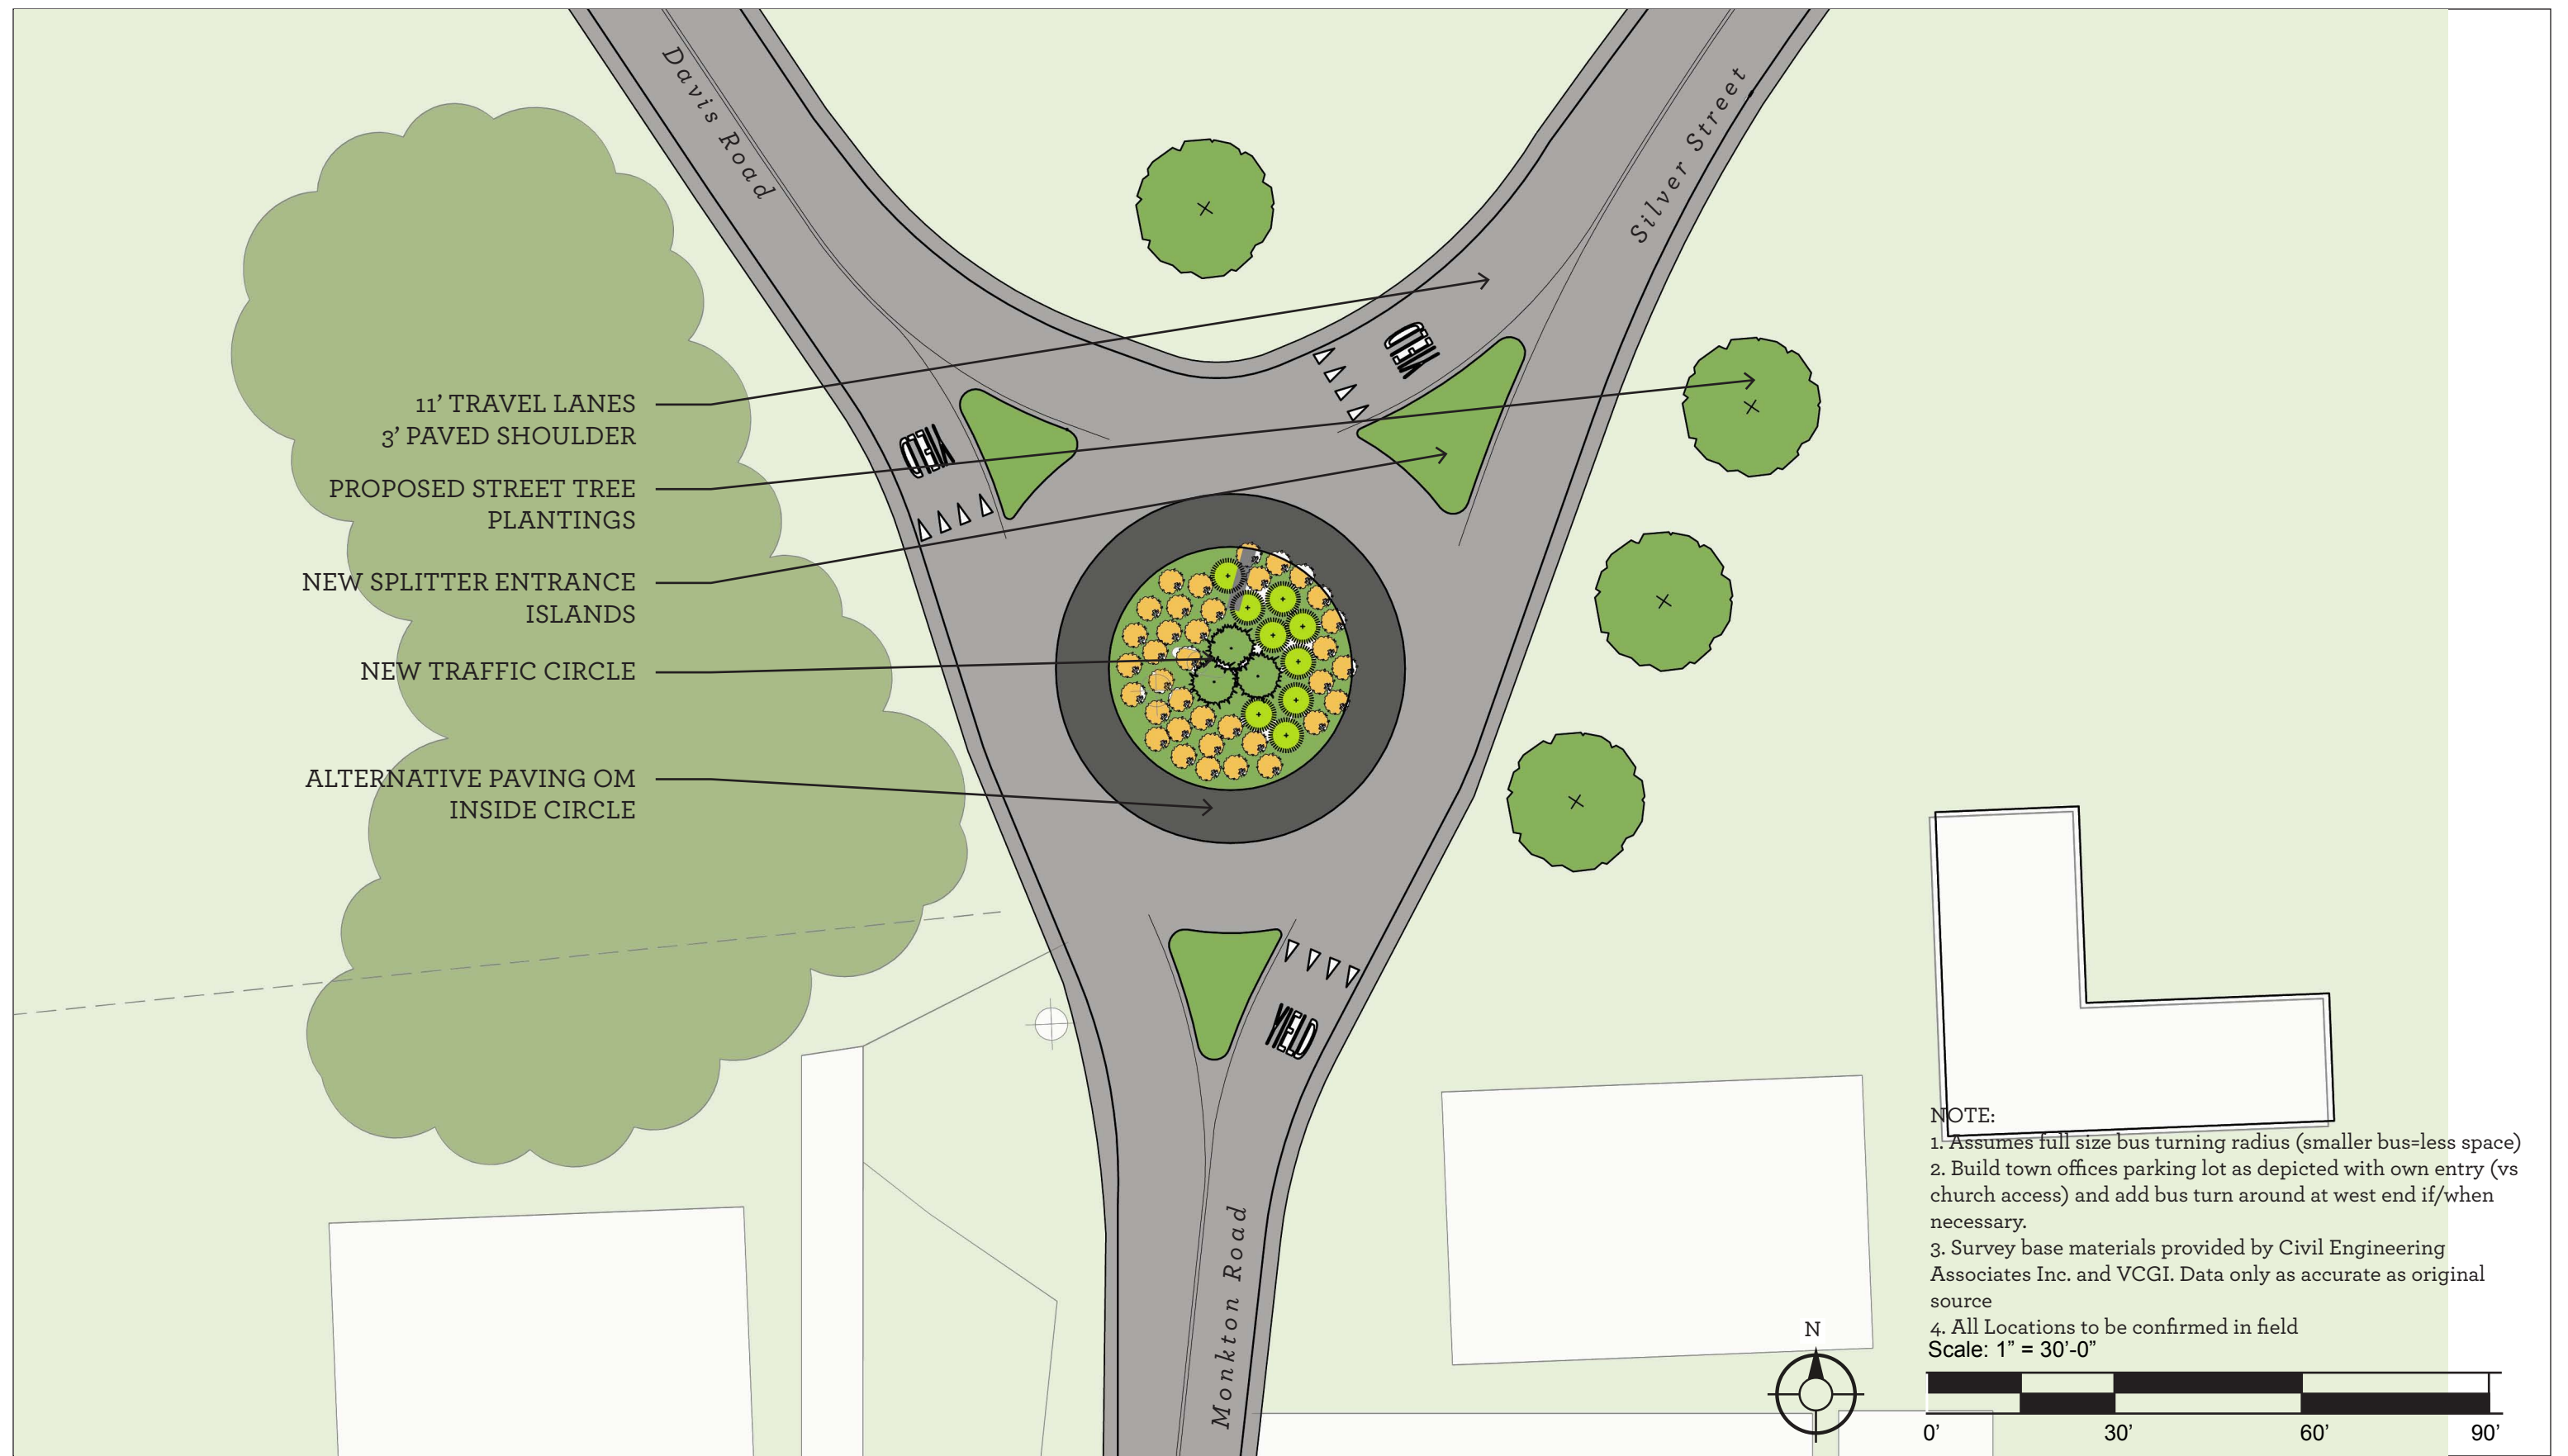 Davis Road
Silver Street
YIELD
YIELD
11’ TRAVEL LANES
3’ PAVED SHOULDER
PROPOSED STREET TREE
PLANTINGS
NEW SPLITTER ENTRANCE
ISLANDS
NEW TRAFFIC CIRCLE
ALTERNATIVE PAVING OM
INSIDE CIRCLE
YIELD
Monkton Road
NOTE:
1. Assumes full size bus turning radius (smaller bus=less space)
2. Build town offices parking lot as depicted with own entry (vs
church access) and add bus turn around at west end if/when
necessary.
3. Survey base materials provided by Civil Engineering
Associates Inc. and VCGI. Data only as accurate as original
source
4. All Locations to be confirmed in field
Scale: 1” = 30’-0”
N
0’ 30’ 60’ 90’